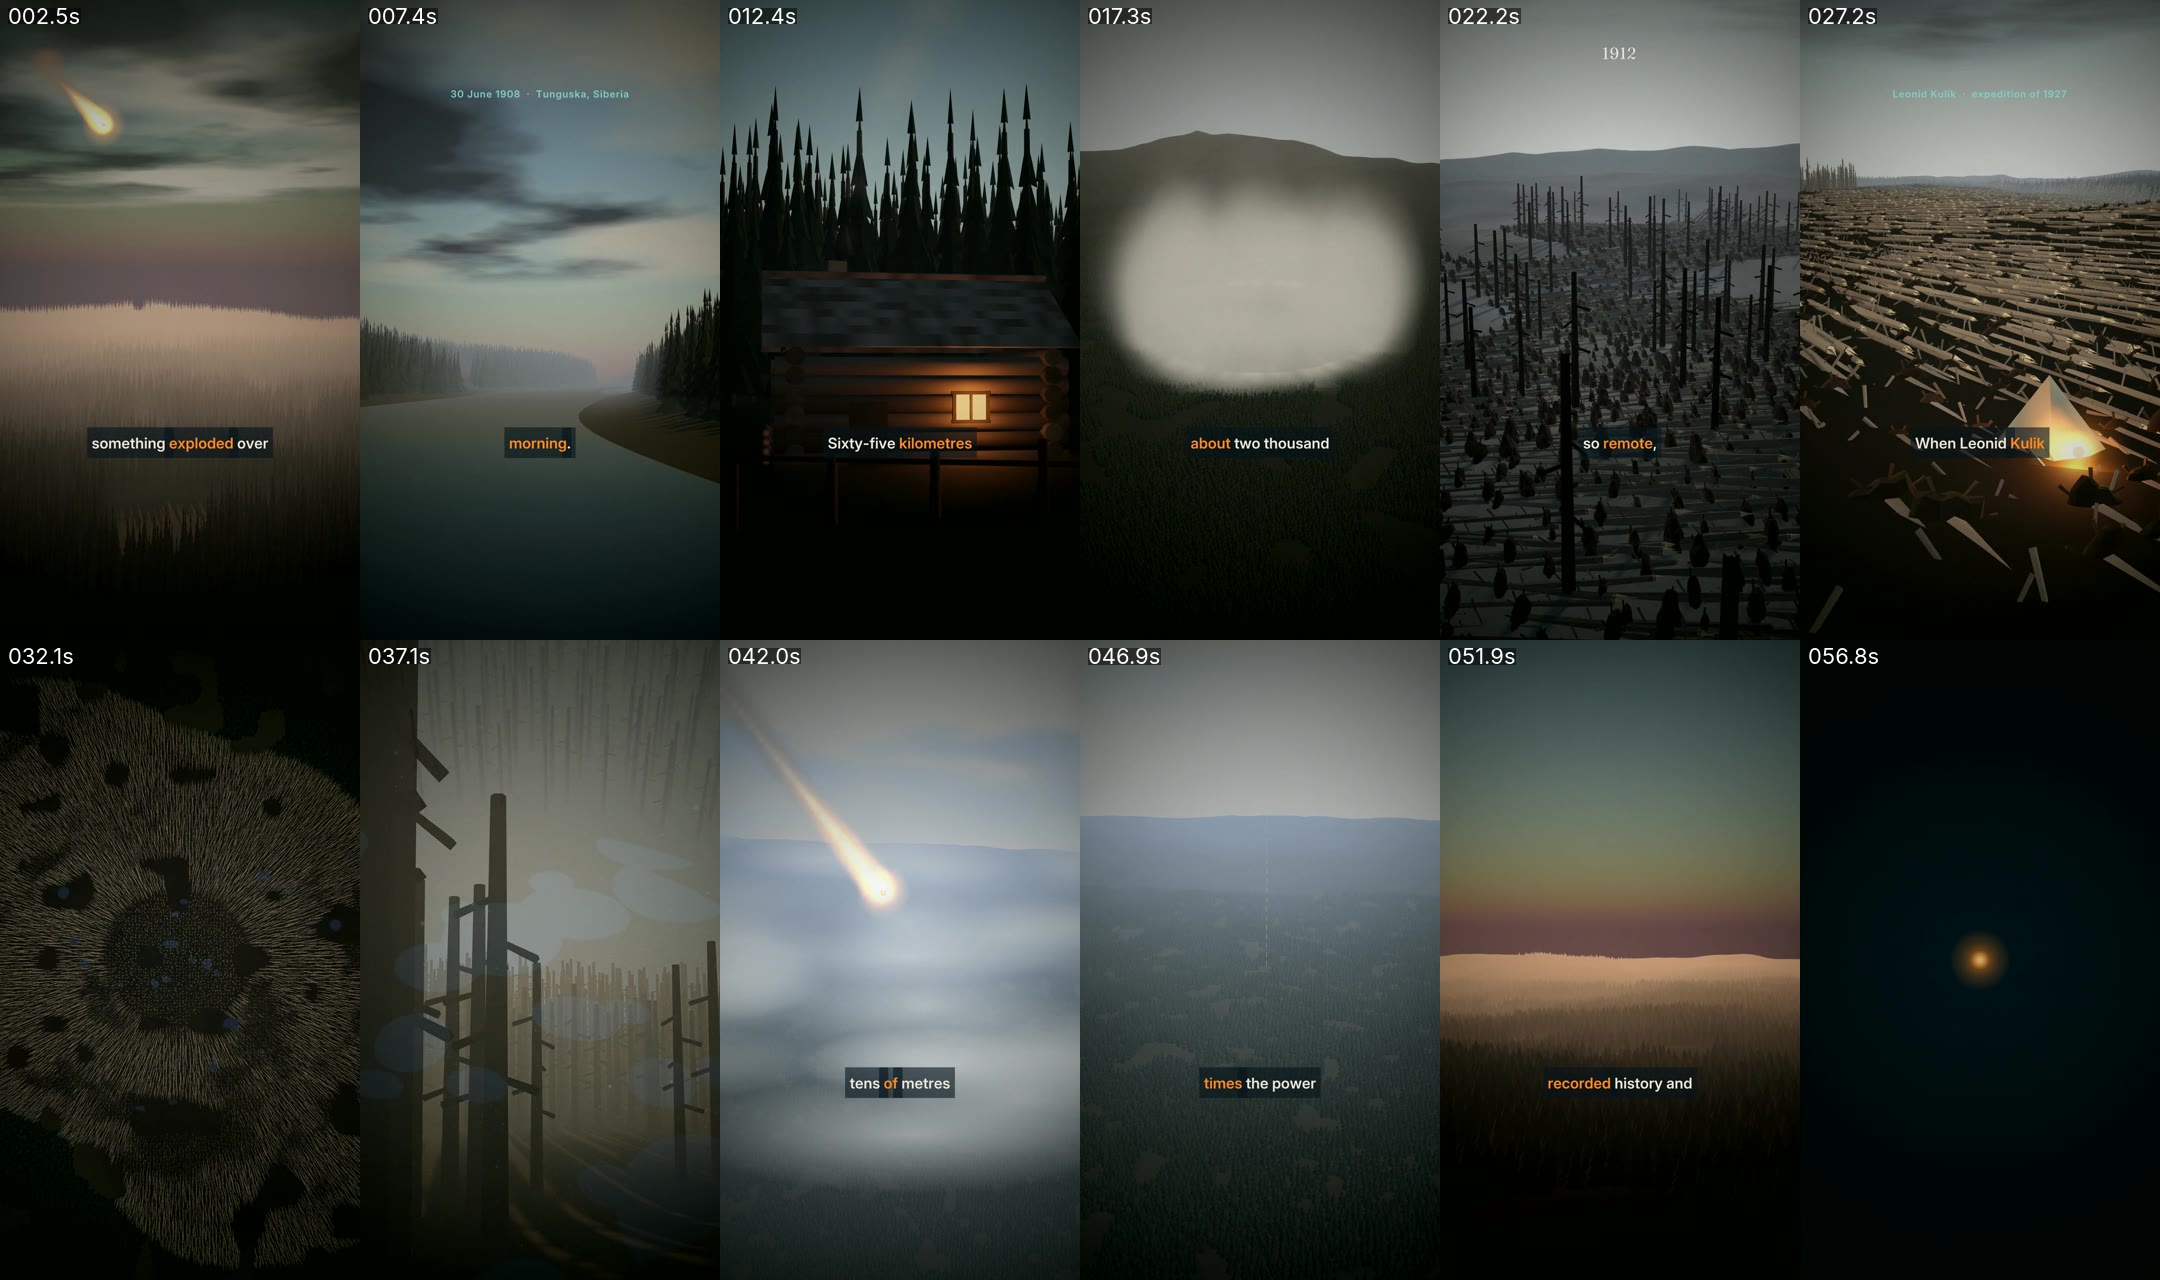 002.5s
something exploded over
007.4s
30 June 1908 · Tunguska, Siberia
morning.
012.4s
Sixty-five kilometres
017.3s
about two thousand
022.2s
1912
so remote,
027.2s
Leonid Kulik · expedition of 1927
When Leonid Kulik
032.1s
037.1s
042.0s
tens of metres
046.9s
times the power
051.9s
recorded history and
056.8s